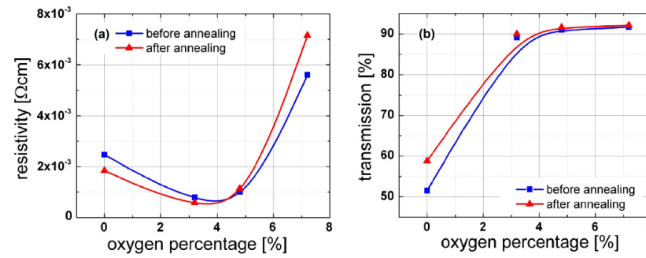 8x10⁻³
6x10⁻³
4x10⁻³
2x10⁻³
0
resistivity [Ωcm]
(a)
before annealing
after annealing
0 2 4 6 8
oxygen percentage [%]
90
80
70
60
50
transmission [%]
(b)
before annealing
after annealing
0 2 4 6
oxygen percentage [%]